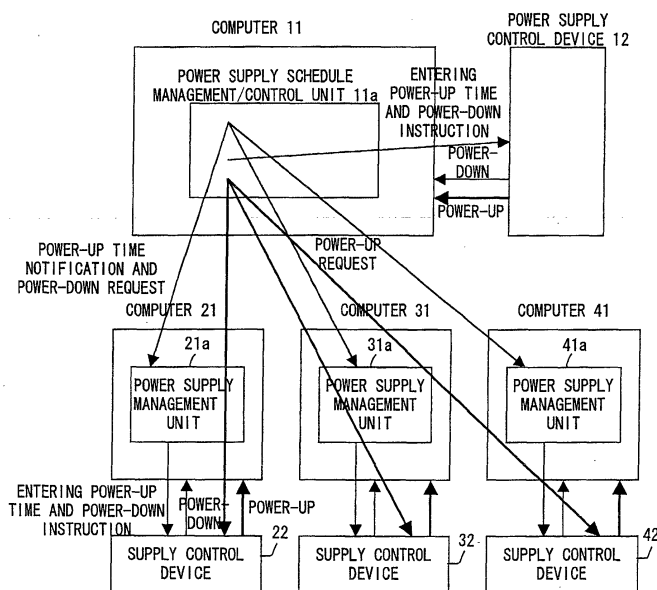 COMPUTER 11
POWER SUPPLY
CONTROL DEVICE 12
POWER SUPPLY SCHEDULE
MANAGEMENT/CONTROL UNIT 11a
ENTERING
POWER-UP TIME
AND POWER-DOWN
INSTRUCTION
POWER-
DOWN
POWER-UP
POWER-UP TIME
NOTIFICATION AND
POWER-DOWN REQUEST
POWER-UP
REQUEST
COMPUTER 21
COMPUTER 31
COMPUTER 41
21a
31a
41a
POWER SUPPLY
MANAGEMENT
UNIT
POWER SUPPLY
MANAGEMENT
UNIT
POWER SUPPLY
MANAGEMENT
UNIT
ENTERING POWER-UP
TIME AND POWER-DOWN
INSTRUCTION
POWER-
DOWN
POWER-UP
22
32
42
SUPPLY CONTROL
DEVICE
SUPPLY CONTROL
DEVICE
SUPPLY CONTROL
DEVICE